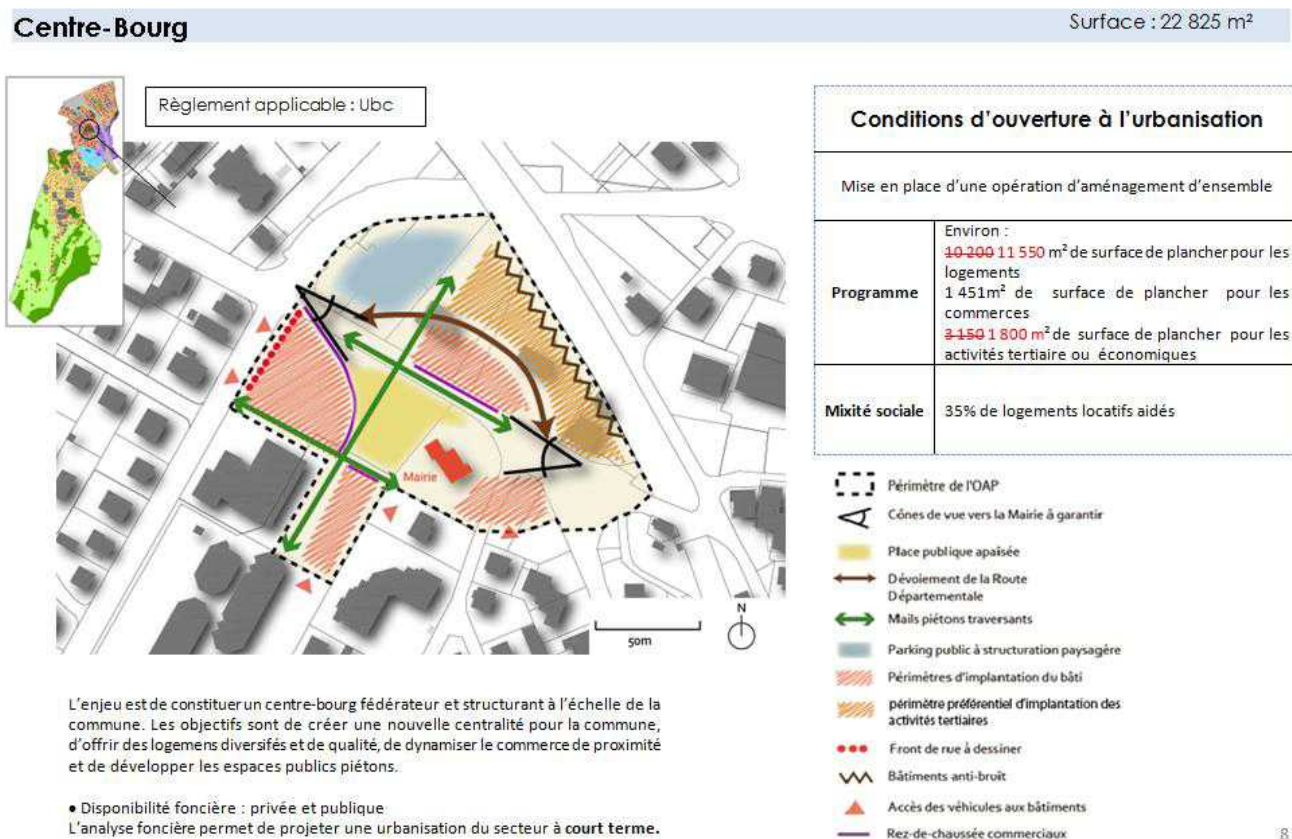 Centre-Bourg
Surface : 22 825 m²
Règlement applicable : Ubc
Conditions d'ouverture à l'urbanisation
Mise en place d'une opération d'aménagement d'ensemble
Programme
Environ :
10 200 11 550 m² de surface de plancher pour les
logements
1 451m² de surface de plancher pour les
commerces
3 150 1 800 m² de surface de plancher pour les
activités tertiaire ou économiques
Mixité sociale
35% de logements locatifs aidés
Mairie
50m
N
Périmètre de l'OAP
Cônes de vue vers la Mairie à garantir
Place publique apaisée
Dévoiement de la Route
Départementale
Mails piétons traversants
Parking public à structuration paysagère
Périmètres d'implantation du bâti
périmètre préférentiel d'implantation des
activités tertiaires
Front de rue à dessiner
Bâtiments anti-bruit
Accès des véhicules aux bâtiments
Rez-de-chaussée commerciaux
L'enjeu est de constituer un centre-bourg fédérateur et structurant à l'échelle de la
commune. Les objectifs sont de créer une nouvelle centralité pour la commune,
d'offrir des logemens diversifés et de qualité, de dynamiser le commerce de proximité
et de développer les espaces publics piétons.
• Disponibilité foncière : privée et publique
L'analyse foncière permet de projeter une urbanisation du secteur à court terme.
8